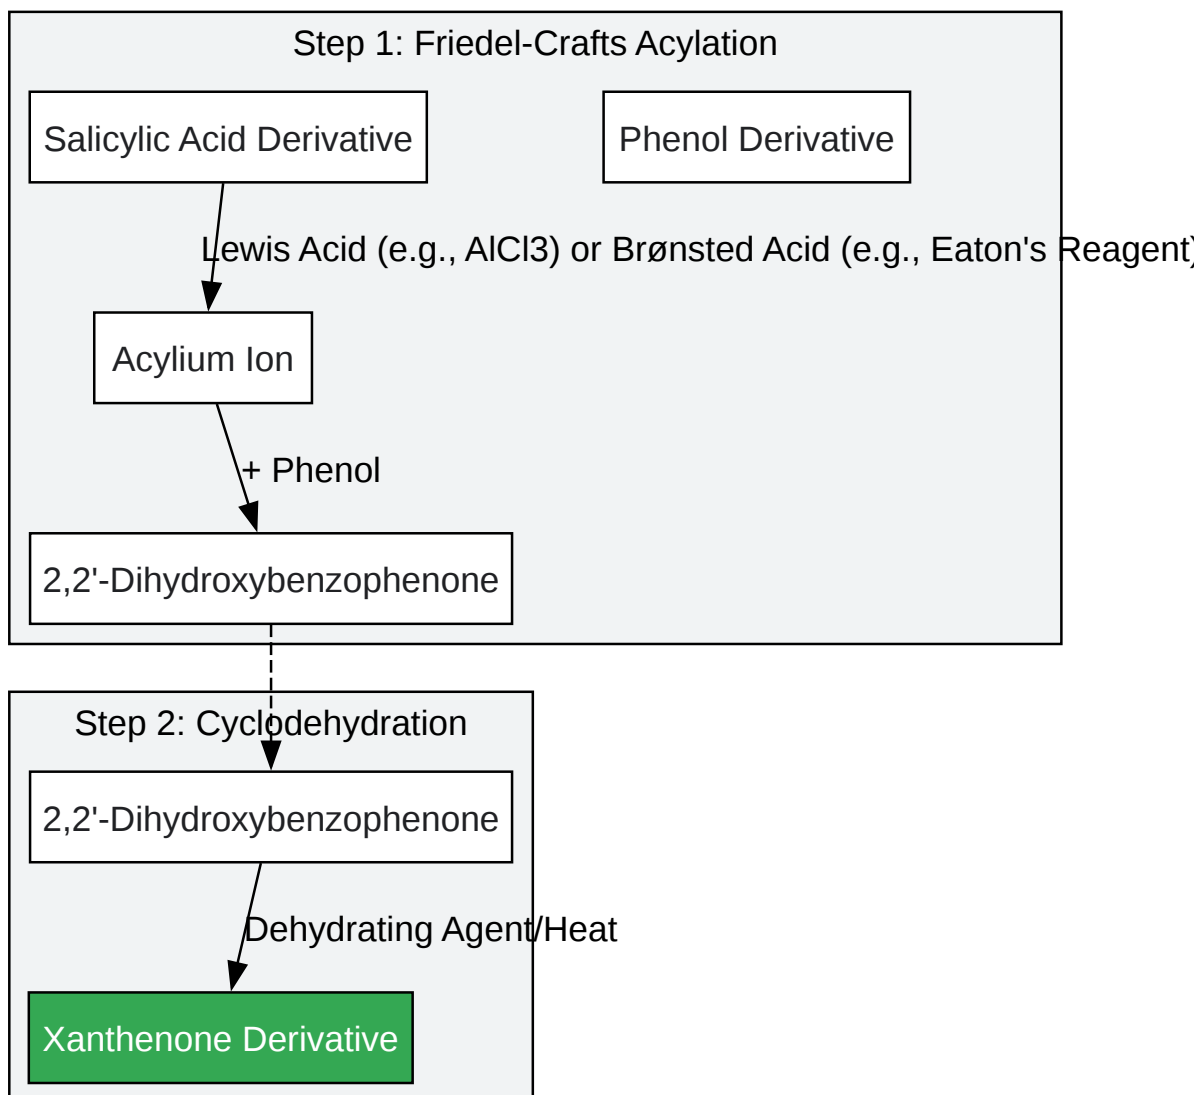 Step 1: Friedel-Crafts Acylation
Salicylic Acid Derivative
Phenol Derivative
Lewis Acid (e.g., AlCl3) or Brønsted Acid (e.g., Eaton's Reagent)
Acylium Ion
+ Phenol
2,2'-Dihydroxybenzophenone
Step 2: Cyclodehydration
2,2'-Dihydroxybenzophenone
Dehydrating Agent/Heat
Xanthenone Derivative